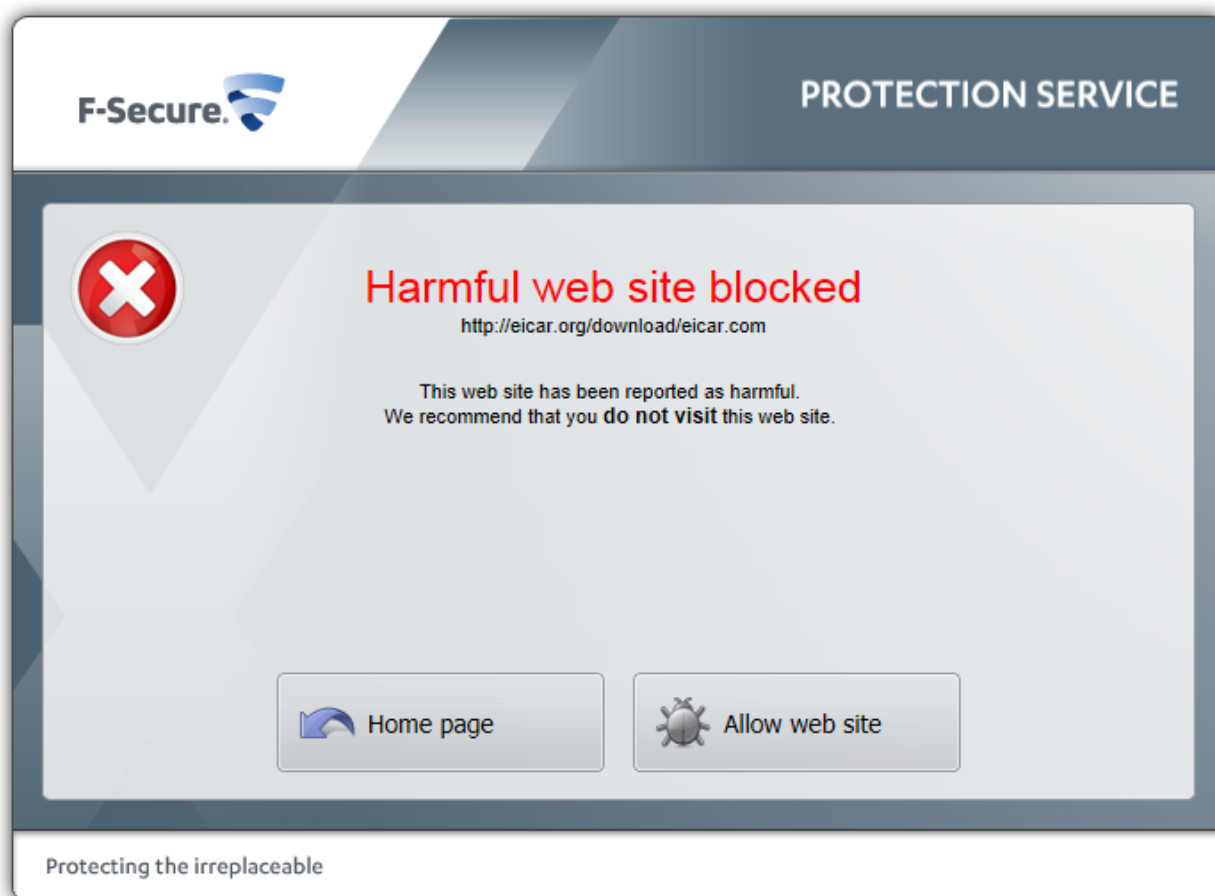 F-Secure.
PROTECTION SERVICE
Harmful web site blocked
http://eicar.org/download/eicar.com
This web site has been reported as harmful.
We recommend that you do not visit this web site.
Home page
Allow web site
Protecting the irreplaceable